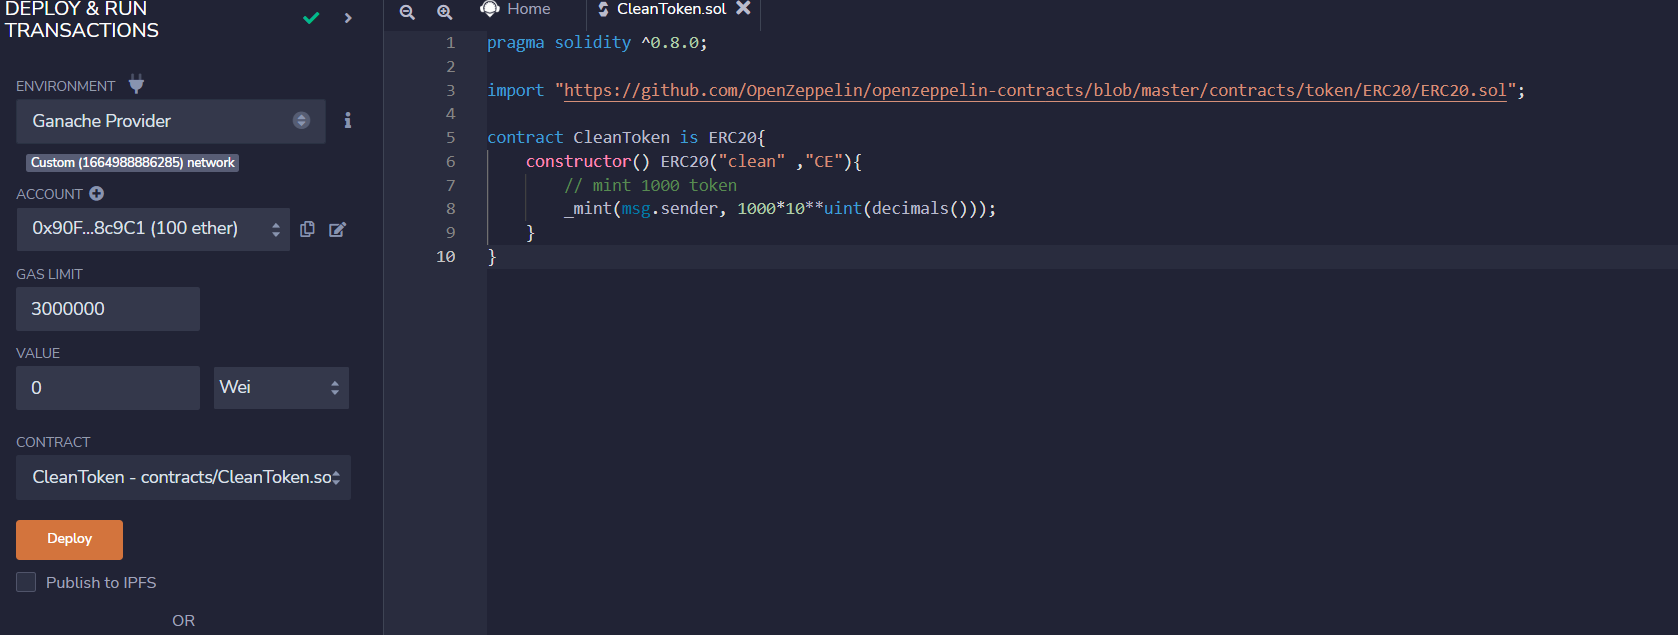 DEPLOY & RUN
TRANSACTIONS
ENVIRONMENT
Ganache Provider
Custom (1664988886285) network
ACCOUNT
0x90F...8c9C1 (100 ether)
GAS LIMIT
3000000
VALUE
0
Wei
CONTRACT
CleanToken - contracts/CleanToken.so
Deploy
Publish to IPFS
OR
Home
CleanToken.sol
1 pragma solidity ^0.8.0;
2
3 import "https://github.com/OpenZeppelin/openzeppelin-contracts/blob/master/contracts/token/ERC20/ERC20.sol";
4
5 contract CleanToken is ERC20{
6 constructor() ERC20("clean" ,"CE"){
7 // mint 1000 token
8 _mint(msg.sender, 1000*10**uint(decimals()));
9 }
10 }